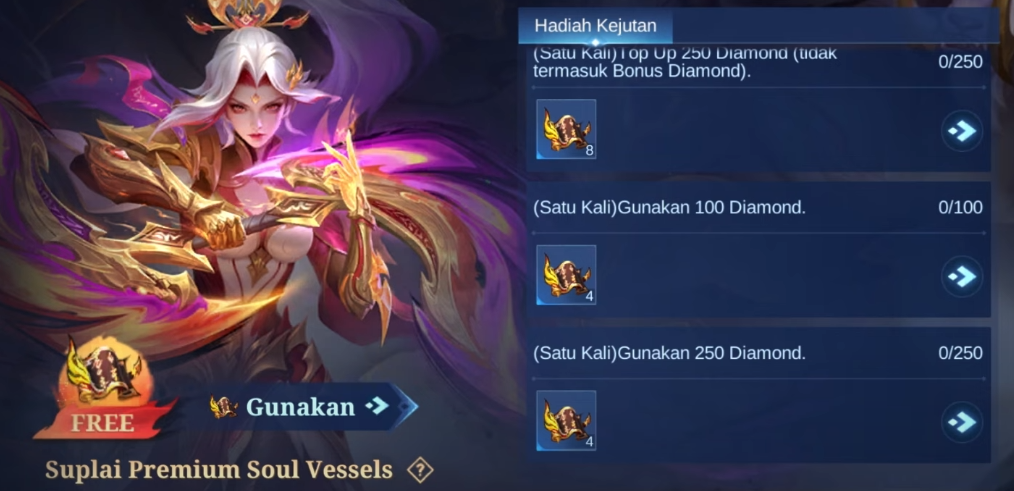 Hadiah Kejutan
(Satu Kali)Top Up 250 Diamond (tidak
termasuk Bonus Diamond).
0/250
8
(Satu Kali)Gunakan 100 Diamond.
0/100
4
(Satu Kali)Gunakan 250 Diamond.
0/250
4
FREE
Gunakan
Suplai Premium Soul Vessels ?